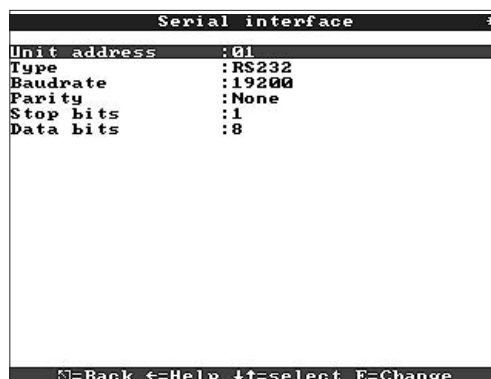 Serial interface
Unit address :01
Type :RS232
Baudrate :19200
Parity :None
Stop bits :1
Data bits :8
=Back ←=Help ↓↑=select E=Change